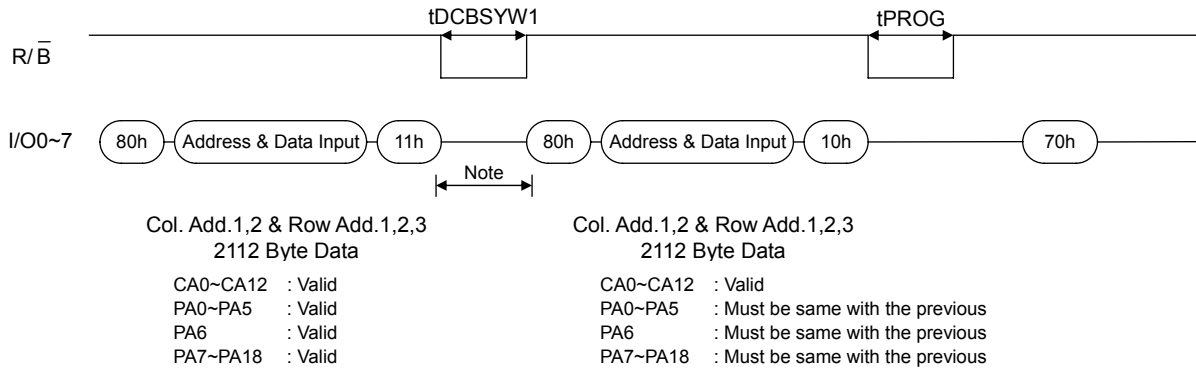 tDCBSYW1 tPROG
R/B̅
I/O0~7 80h Address & Data Input 11h 80h Address & Data Input 10h 70h
Note
Col. Add.1,2 & Row Add.1,2,3
2112 Byte Data
CA0~CA12 : Valid
PA0~PA5 : Valid
PA6 : Valid
PA7~PA18 : Valid
Col. Add.1,2 & Row Add.1,2,3
2112 Byte Data
CA0~CA12 : Valid
PA0~PA5 : Must be same with the previous
PA6 : Must be same with the previous
PA7~PA18 : Must be same with the previous